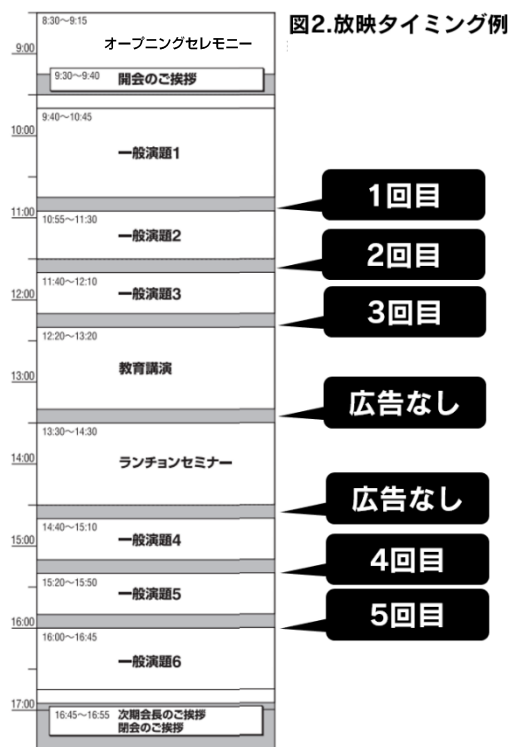 図2.放映タイミング例
8:30〜9:15
オープニングセレモニー
9:00
9:30〜9:40 開会のご挨拶
9:40〜10:45
10:00
一般演題1
1回目
11:00
10:55〜11:30
一般演題2
2回目
11:40〜12:10
12:00
一般演題3
3回目
12:20〜13:20
教育講演
13:00
広告なし
13:30〜14:30
14:00
ランチョンセミナー
広告なし
14:40〜15:10
15:00
一般演題4
4回目
15:20〜15:50
一般演題5
5回目
16:00
16:00〜16:45
一般演題6
17:00
16:45〜16:55 次期会長のご挨拶
閉会のご挨拶